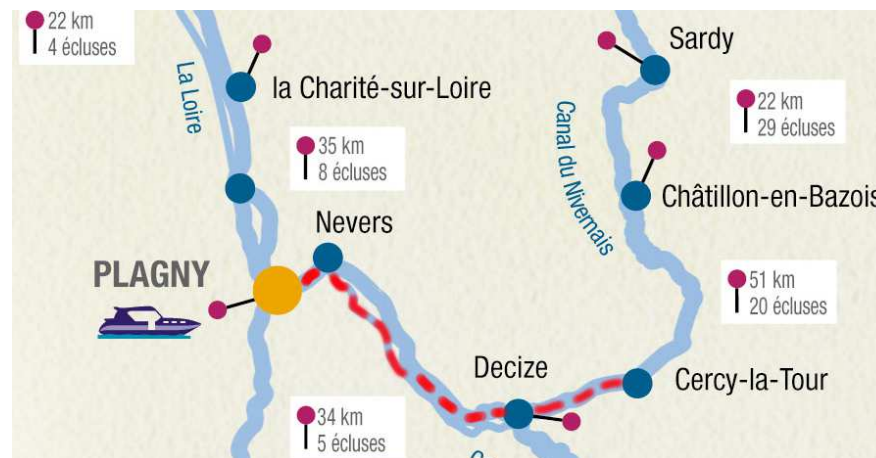 22 km
4 écluses
Sardy
la Charité-sur-Loire
La Loire
22 km
29 écluses
Canal du Nivernais
35 km
8 écluses
Châtillon-en-Bazois
Nevers
PLAGNY
51 km
20 écluses
Decize
Cercy-la-Tour
34 km
5 écluses